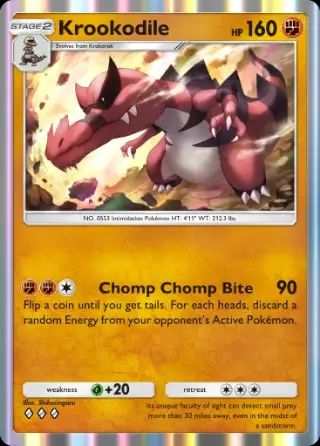 STAGE 2 Krookodile HP 160
Evolves from Krokorok
NO. 0553 Intimidation Pokémon HT: 4'11" WT: 212.3 lbs
Chomp Chomp Bite 90
Flip a coin until you get tails. For each heads, discard a
random Energy from your opponent's Active Pokémon.
weakness +20 retreat
Illus. Shibuzoh.
Its unique faculty of sight can detect small prey
more than 30 miles away, even in the midst of
a sandstorm.